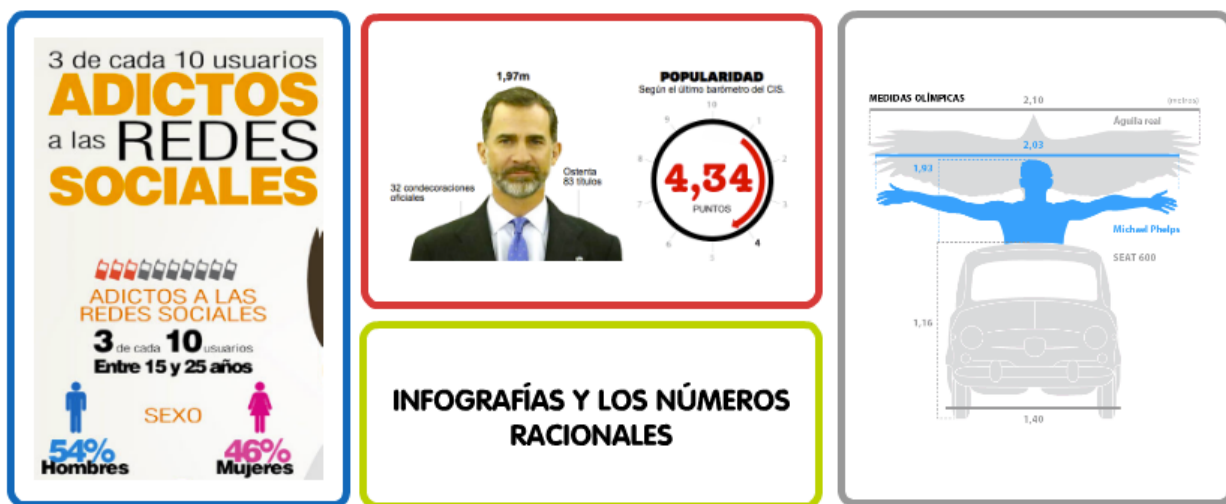 3 de cada 10 usuarios
ADICTOS
a las REDES
SOCIALES
ADICTOS A LAS
REDES SOCIALES
3 de cada 10 usuarios
Entre 15 y 25 años
SEXO
54%
Hombres
46%
Mujeres
1,97m
32 condecoraciones
oficiales
Ostenta
83 títulos
POPULARIDAD
Según el último barómetro del CIS.
10
9
1
8
2
7
3
6
4
5
4,34
PUNTOS
INFOGRAFÍAS Y LOS NÚMEROS
RACIONALES
MEDIDAS OLÍMPICAS
2,10
(metros)
Águila real
2,03
1,93
Michael Phelps
SEAT 600
1,16
1,40